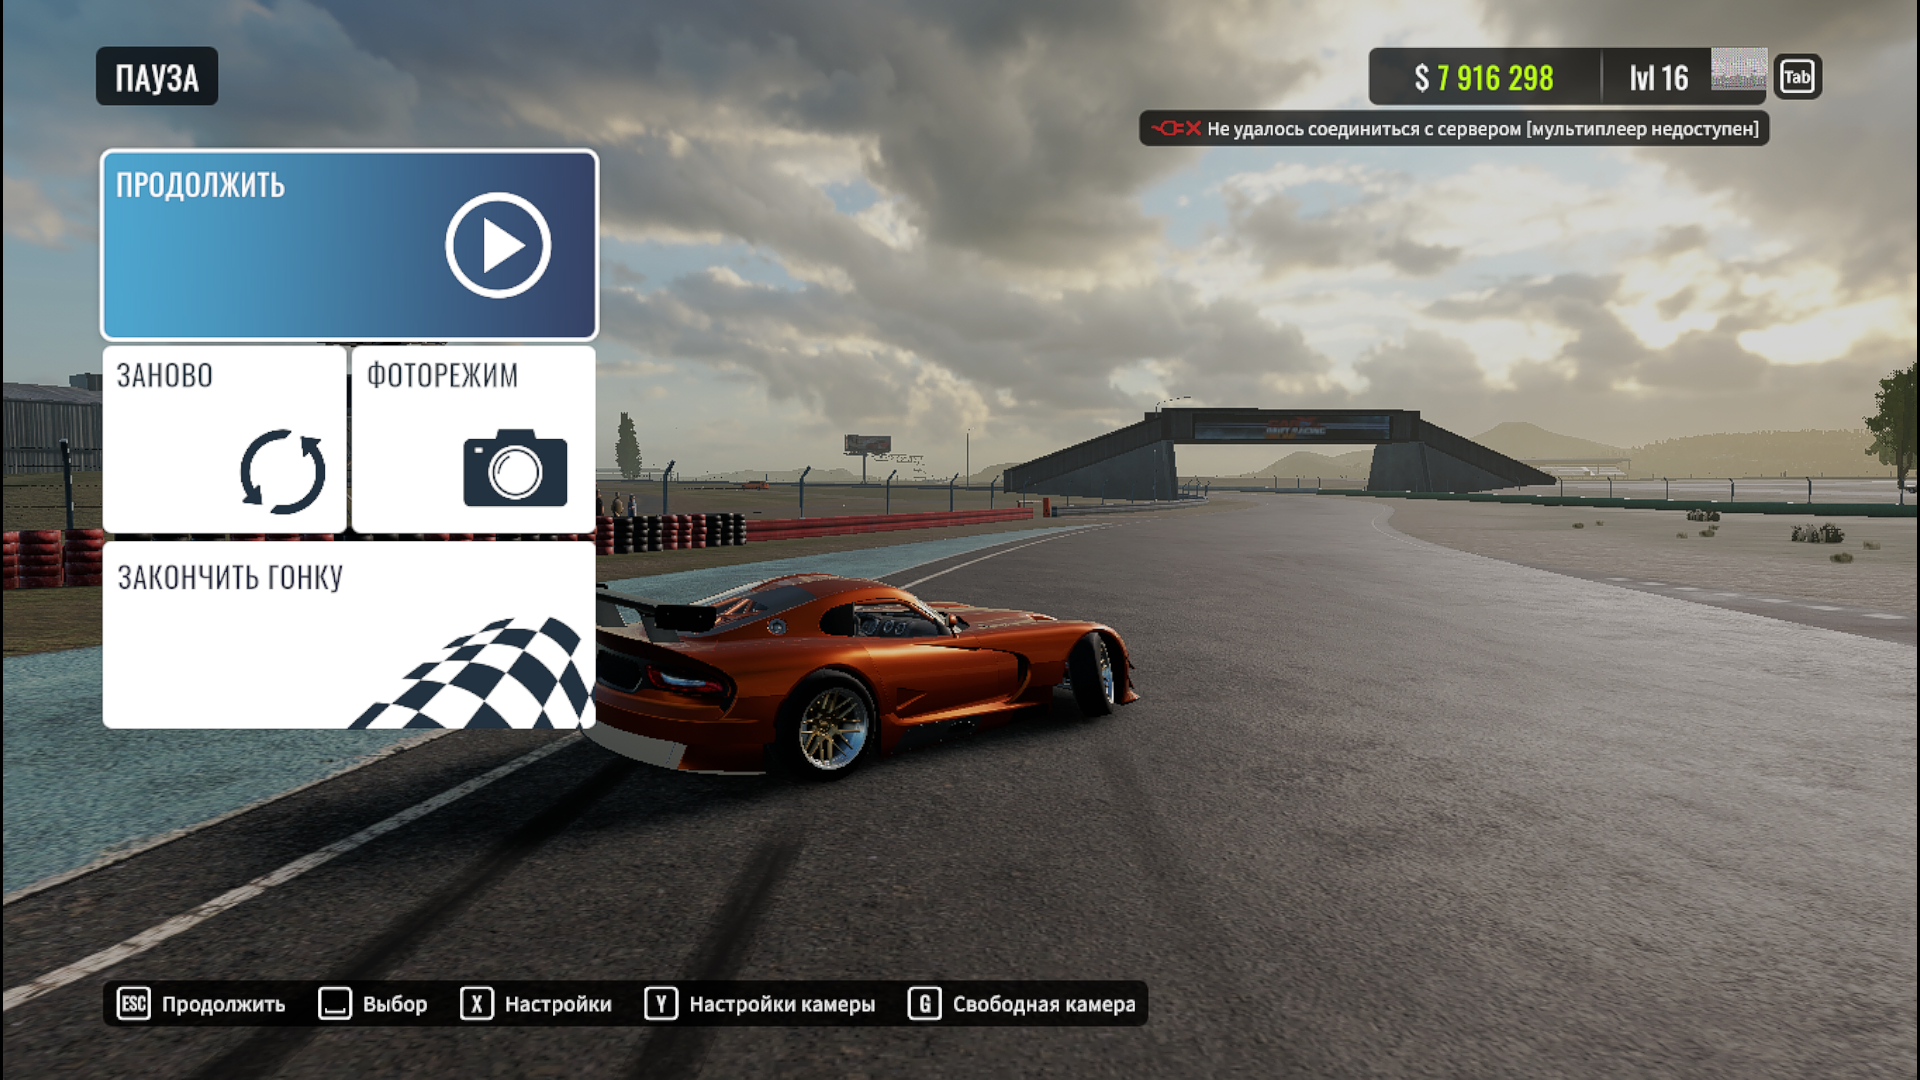 ПАУЗА
$ 7 916 298
lvl 16
Tab
Не удалось соединиться с сервером [мультиплеер недоступен]
ПРОДОЛЖИТЬ
ЗАНОВО
ФОТОРЕЖИМ
ЗАКОНЧИТЬ ГОНКУ
ESC Продолжить
Выбор
X Настройки
Y Настройки камеры
G Свободная камера